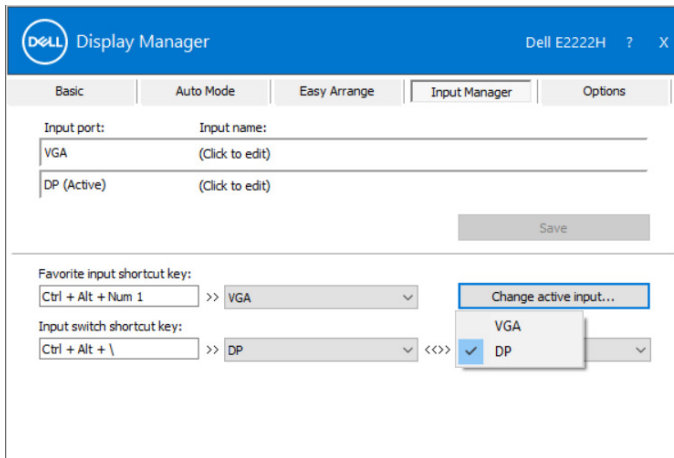 DELL Display Manager Dell E2222H ? X
Basic Auto Mode Easy Arrange Input Manager Options
Input port: Input name:
VGA (Click to edit)
DP (Active) (Click to edit)
Save
Favorite input shortcut key:
Ctrl + Alt + Num 1 >> VGA Change active input...
Input switch shortcut key:
VGA
Ctrl + Alt + \ >> DP <<>> DP